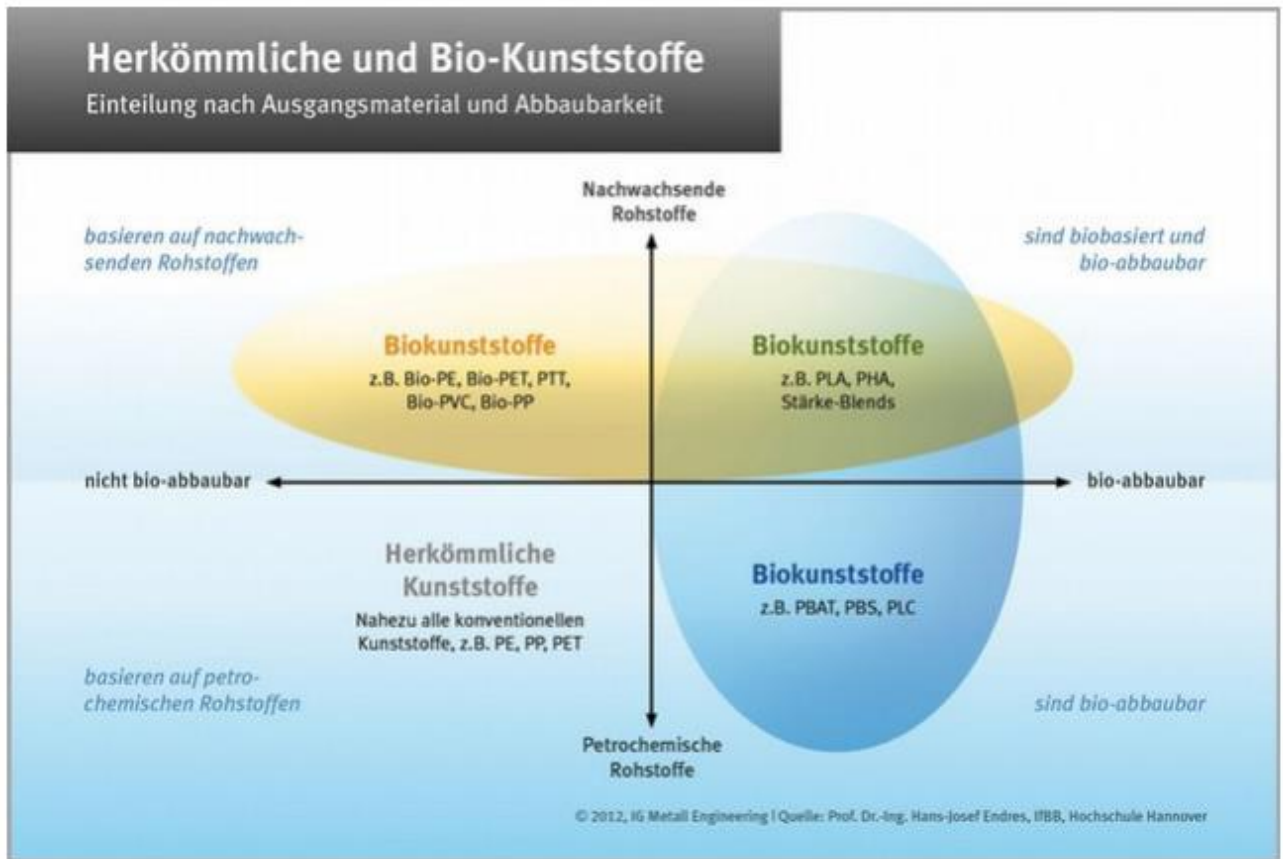 Herkömmliche und Bio-Kunststoffe
Einteilung nach Ausgangsmaterial und Abbaubarkeit
Nachwachsende
Rohstoffe
basieren auf nachwach-
senden Rohstoffen
sind biobasiert und
bio-abbaubar
Biokunststoffe
z.B. Bio-PE, Bio-PET, PTT,
Bio-PVC, Bio-PP
Biokunststoffe
z.B. PLA, PHA,
Stärke-Blends
nicht bio-abbaubar
bio-abbaubar
Herkömmliche
Kunststoffe
Nahezu alle konventionellen
Kunststoffe, z.B. PE, PP, PET
Biokunststoffe
z.B. PBAT, PBS, PLC
basieren auf petro-
chemischen Rohstoffen
sind bio-abbaubar
Petrochemische
Rohstoffe
© 2012, IG Metall Engineering | Quelle: Prof. Dr.-Ing. Hans-Josef Endres, IfBB, Hochschule Hannover